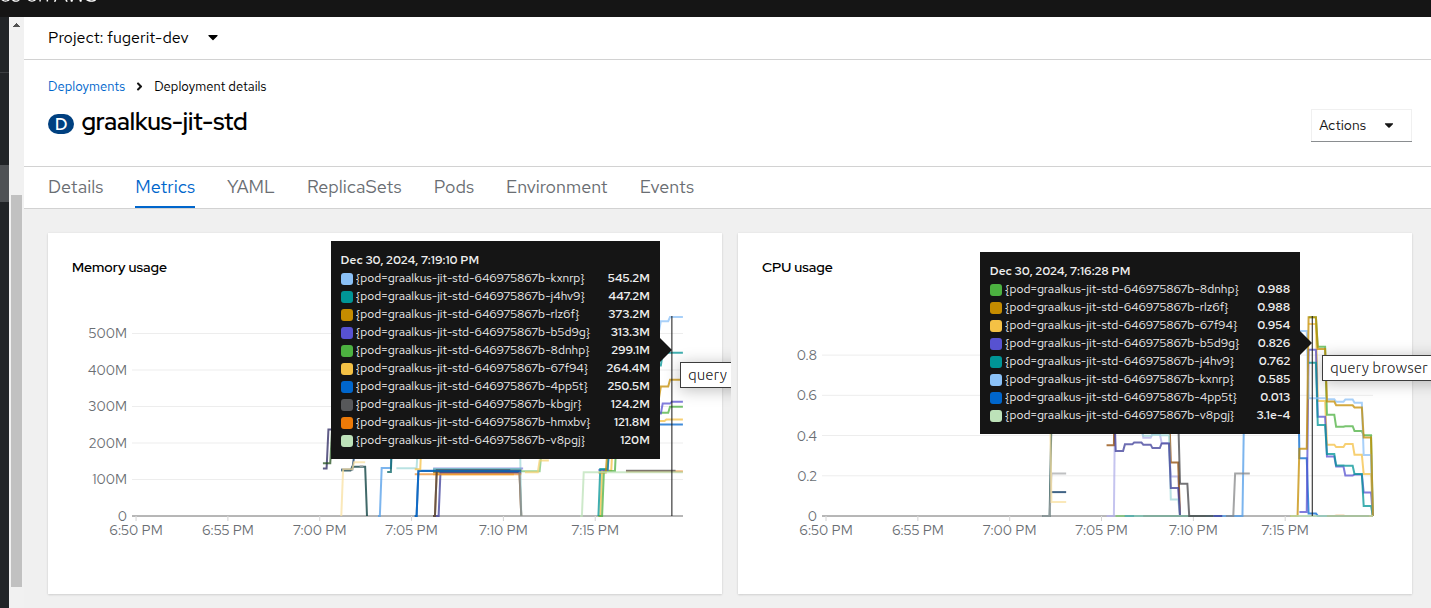 Project: fugerit-dev
Deployments
Deployment details
D graalkus-jit-std
Actions
Details
Metrics
YAML
ReplicaSets
Pods
Environment
Events
Memory usage
Dec 30, 2024, 7:19:10 PM
{pod=graalkus-jit-std-646975867b-kxnrp} 545.2M
{pod=graalkus-jit-std-646975867b-j4hv9} 447.2M
{pod=graalkus-jit-std-646975867b-rlz6f} 373.2M
{pod=graalkus-jit-std-646975867b-b5d9g} 313.3M
{pod=graalkus-jit-std-646975867b-8dnhp} 299.1M
{pod=graalkus-jit-std-646975867b-67f94} 264.4M
{pod=graalkus-jit-std-646975867b-4pp5t} 250.5M
{pod=graalkus-jit-std-646975867b-kbgjr} 124.2M
{pod=graalkus-jit-std-646975867b-hmxbv} 121.8M
{pod=graalkus-jit-std-646975867b-v8pgj} 120M
query
500M
400M
300M
200M
100M
0
6:50 PM
6:55 PM
7:00 PM
7:05 PM
7:10 PM
7:15 PM
CPU usage
Dec 30, 2024, 7:16:28 PM
{pod=graalkus-jit-std-646975867b-8dnhp} 0.988
{pod=graalkus-jit-std-646975867b-rlz6f} 0.988
{pod=graalkus-jit-std-646975867b-67f94} 0.954
{pod=graalkus-jit-std-646975867b-b5d9g} 0.826
{pod=graalkus-jit-std-646975867b-j4hv9} 0.762
{pod=graalkus-jit-std-646975867b-kxnrp} 0.585
{pod=graalkus-jit-std-646975867b-4pp5t} 0.013
{pod=graalkus-jit-std-646975867b-v8pgj} 3.1e-4
query browser
0.8
0.6
0.4
0.2
0
6:50 PM
6:55 PM
7:00 PM
7:05 PM
7:10 PM
7:15 PM